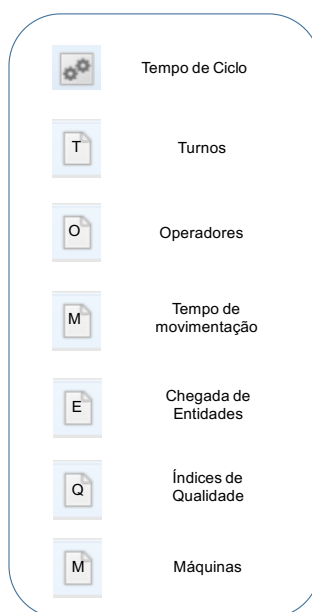 Tempo de Ciclo
T
Turnos
O
Operadores
M
Tempo de
movimentação
E
Chegada de
Entidades
Q
Índices de
Qualidade
M
Máquinas